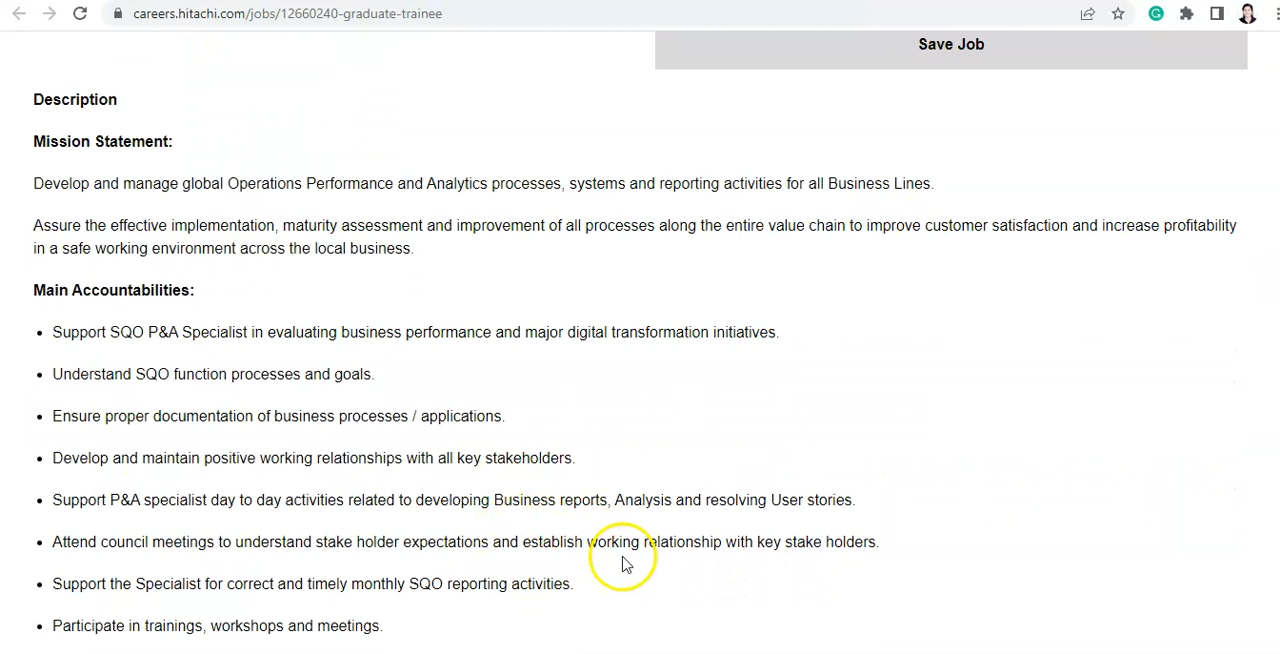 careers.hitachi.com/jobs/12660240-graduate-trainee
Save Job
Description
Mission Statement:
Develop and manage global Operations Performance and Analytics processes, systems and reporting activities for all Business Lines.
Assure the effective implementation, maturity assessment and improvement of all processes along the entire value chain to improve customer satisfaction and increase profitability
in a safe working environment across the local business.
Main Accountabilities:
• Support SQO P&A Specialist in evaluating business performance and major digital transformation initiatives.
• Understand SQO function processes and goals.
• Ensure proper documentation of business processes / applications.
• Develop and maintain positive working relationships with all key stakeholders.
• Support P&A specialist day to day activities related to developing Business reports, Analysis and resolving User stories.
• Attend council meetings to understand stake holder expectations and establish working relationship with key stake holders.
• Support the Specialist for correct and timely monthly SQO reporting activities.
• Participate in trainings, workshops and meetings.